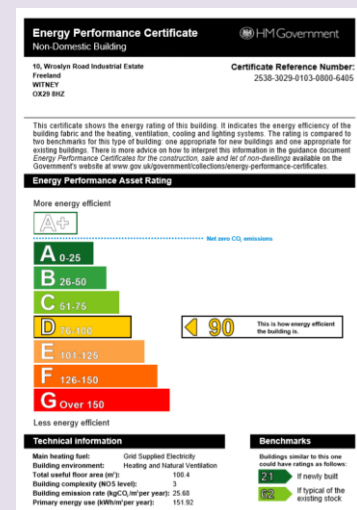 Energy Performance Certificate
Non-Domestic Building
HM Government
10, Wroslyn Road Industrial Estate
Freeland
WITNEY
OX29 8HZ
Certificate Reference Number:
2538-3029-0103-0800-6405
This certificate shows the energy rating of this building. It indicates the energy efficiency of the
building fabric and the heating, ventilation, cooling and lighting systems. The rating is compared to
two benchmarks for this type of building: one appropriate for new buildings and one appropriate for
existing buildings. There is more advice on how to interpret this information in the guidance document
Energy Performance Certificates for the construction, sale and let of non-dwellings available on the
Government's website at www.gov.uk/government/collections/energy-performance-certificates.
Energy Performance Asset Rating
More energy efficient
A+
Net zero CO₂ emissions
A 0-25
B 26-50
C 51-75
D 76-100
90
This is how energy efficient
the building is.
E 101-125
F 126-150
G Over 150
Less energy efficient
Technical information
Main heating fuel: Grid Supplied Electricity
Building environment: Heating and Natural Ventilation
Total useful floor area (m²): 100.4
Building complexity (NOS level): 3
Building emission rate (kgCO₂/m²per year): 25.68
Primary energy use (kWh/m²per year): 151.92
Benchmarks
Buildings similar to this one
could have ratings as follows:
21 If newly built
62 If typical of the
existing stock